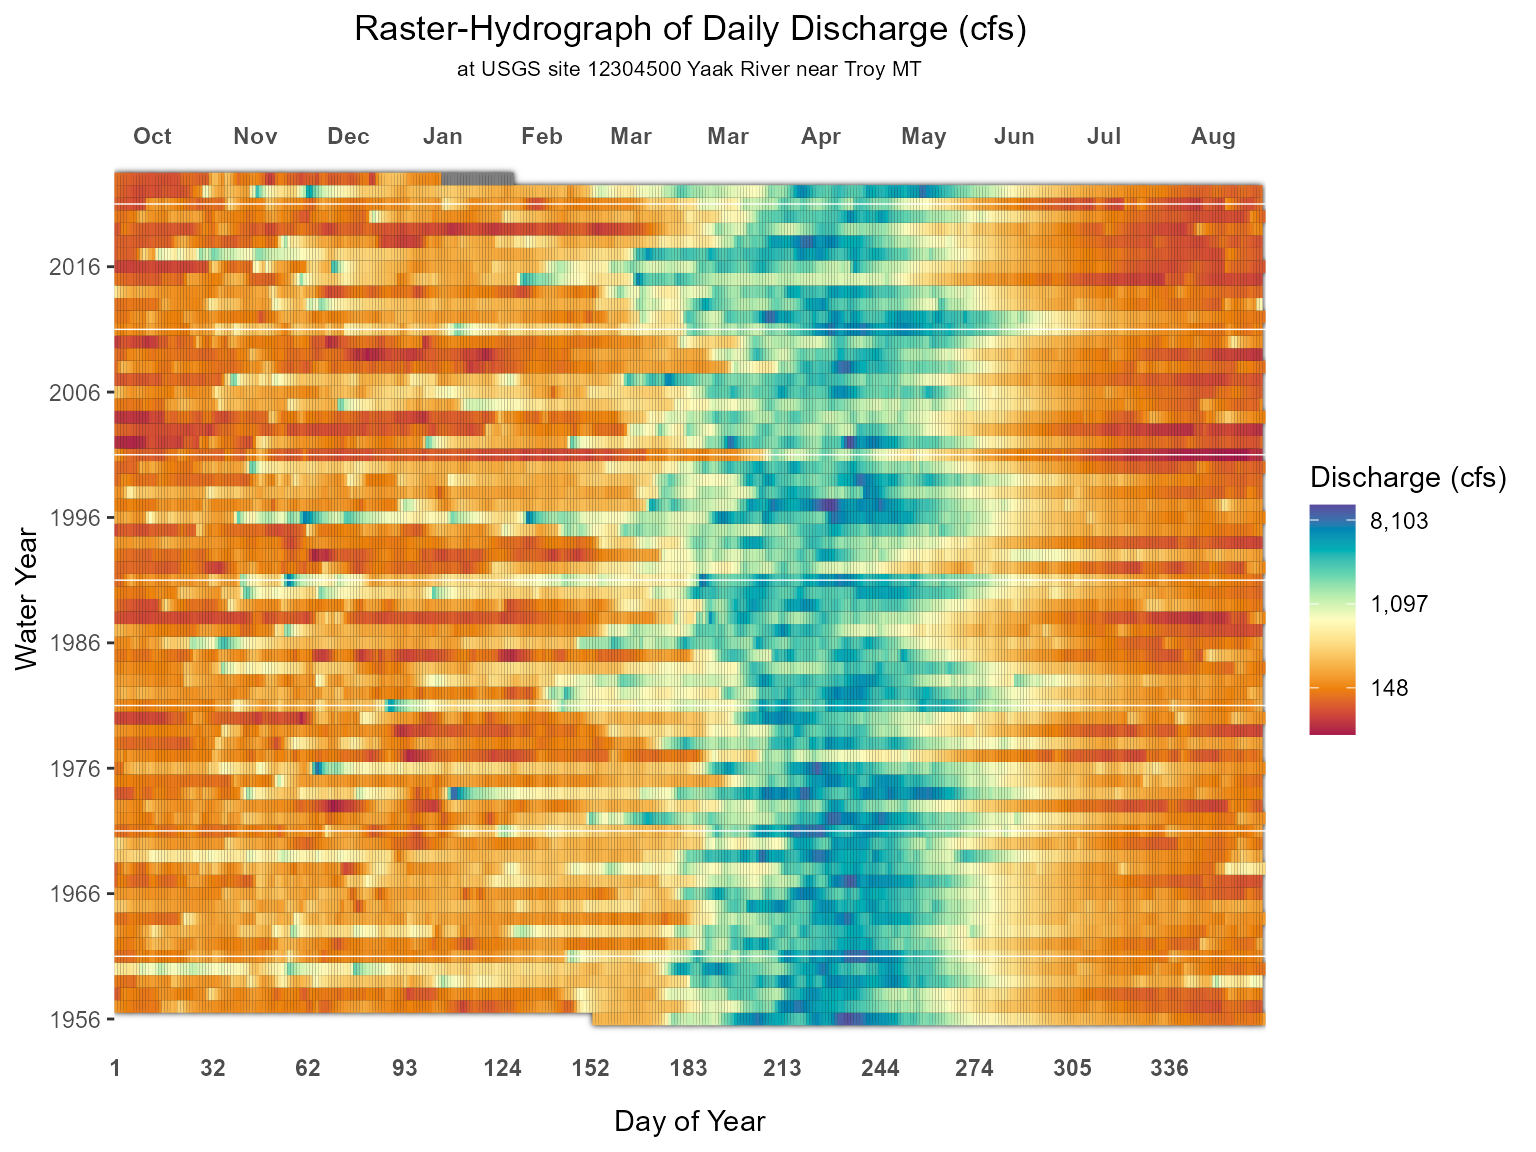 Raster-Hydrograph of Daily Discharge (cfs)
at USGS site 12304500 Yaak River near Troy MT
Oct Nov Dec Jan Feb Mar Mar Apr May Jun Jul Aug
2016
2006
1996
1986
1976
1966
1956
Water Year
1 32 62 93 124 152 183 213 244 274 305 336
Day of Year
Discharge (cfs)
8,103
1,097
148